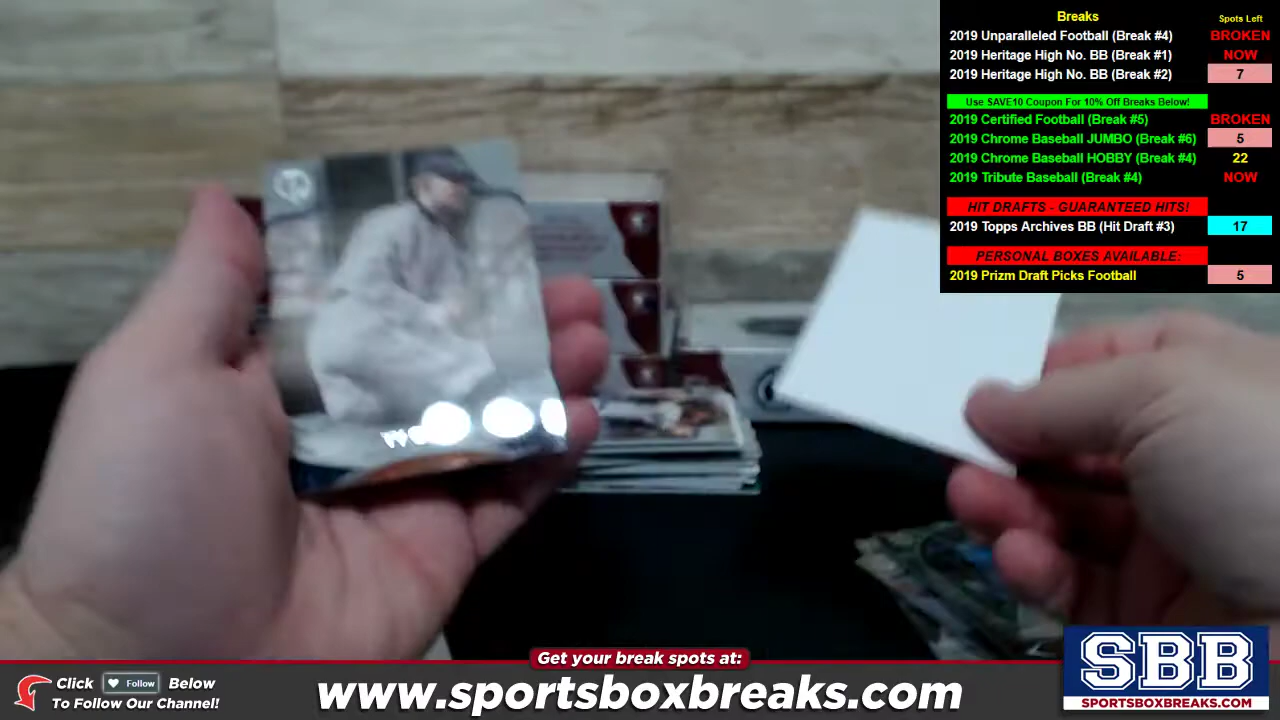 Breaks Spots Left
2019 Unparalleled Football (Break #4) BROKEN
2019 Heritage High No. BB (Break #1) NOW
2019 Heritage High No. BB (Break #2) 7
Use SAVE10 Coupon For 10% Off Breaks Below!
2019 Certified Football (Break #5) BROKEN
2019 Chrome Baseball JUMBO (Break #6) 5
2019 Chrome Baseball HOBBY (Break #4) 22
2019 Tribute Baseball (Break #4) NOW
HIT DRAFTS - GUARANTEED HITS!
2019 Topps Archives BB (Hit Draft #3) 17
PERSONAL BOXES AVAILABLE:
2019 Prizm Draft Picks Football 5
Get your break spots at:
Click Follow Below
To Follow Our Channel!
www.sportsboxbreaks.com
SBB
SPORTSBOXBREAKS.COM